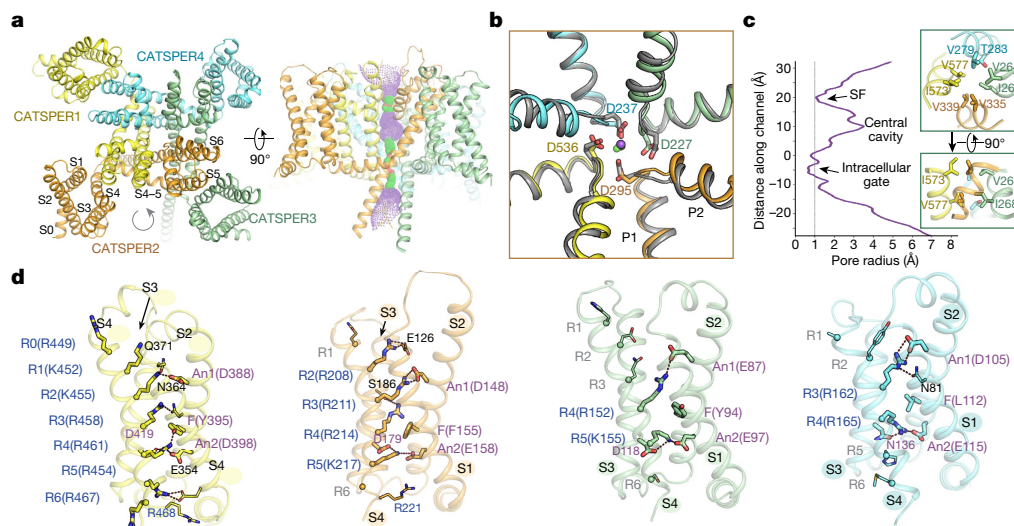 a
CATSPER4
CATSPER1
S6
S1
S5
S4
S4–5
S2
S3
S0
CATSPER3
CATSPER2
90°
b
D237
D536
D227
D295
P2
P1
c
Distance along channel (Å)
30
20
10
0
−10
−20
SF
Central
cavity
Intracellular
gate
0 1 2 3 4 5 6 7 8
Pore radius (Å)
V279 T283
V577
V26
I573
I26
V339
V335
90°
I573
V26
V577
I268
d
S3
S4
S2
R0(R449)
Q371
R1(K452)
An1(D388)
N364
R2(K455)
R3(R458)
F(Y395)
D419
R4(R461)
An2(D398)
E354
R5(R454)
S4
R6(R467)
R468
S3
S2
R1
E126
R2(R208)
S186
An1(D148)
R3(R211)
F(F155)
R4(R214)
D179
An2(E158)
R5(K217)
S1
R6
R221
S4
R1
S2
R2
An1(E87)
R3
R4(R152)
F(Y94)
R5(K155)
An2(E97)
D118
S1
S3
R6
S4
S2
R1
An1(D105)
R2
N81
R3(R162)
F(L112)
R4(R165)
S1
N136
An2(E115)
R5
S3
R6
S4